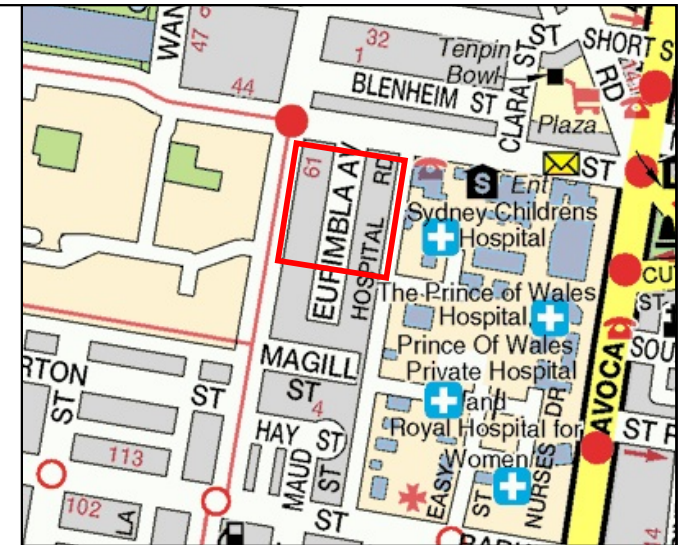 WAN
6
47
44
32
1
Tenpin
Bowl
CLARA ST
ST
SHORT S
RD
BLENHEIM ST
Plaza
61
EURIMBLA AV
HOSPITAL RD
ST
S
Ent
Sydney Childrens
Hospital
The Prince of Wales
Hospital,
Prince Of Wales
Private Hospital
and
Royal Hospital for
Women
CU
ST
SOU
AVOCA
ST
MAGILL
ST
4
RTON
ST
ST
HAY ST
MAUD
ST
ST
113
102
LA
EASY
ST
NURSES DR
14